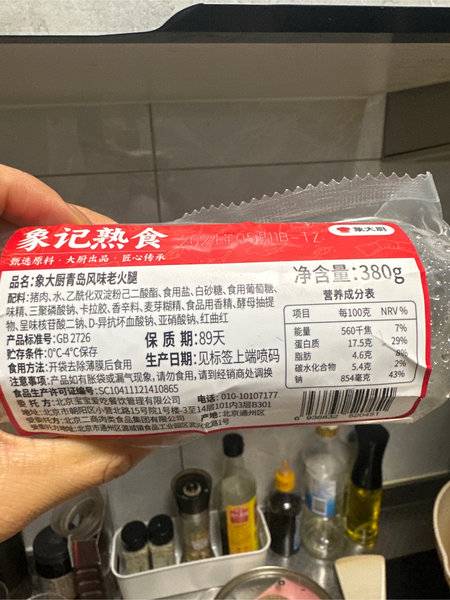 象记熟食
甄选原料·大厨出品·匠心传承
象大厨
净含量:380g
品名:象大厨青岛风味老火腿
配料:猪肉、水、乙酰化双淀粉己二酸酯、食用盐、白砂糖、食用葡萄糖、
味精、三聚磷酸钠、卡拉胶、香辛料、麦芽糊精、食品用香精、酵母抽提
物、呈味核苷酸二钠、D-异抗坏血酸钠、亚硝酸钠、红曲红
产品标准号:GB 2726
贮存条件:0°C-4°C保存
保 质 期:89天
食用方法:开袋去除薄膜后食用
生产日期:见标签上端喷码
注意事项:产品如有胀袋或漏气现象,请勿食用,请到经销商处调换
食品生产许可证编号:SC10411121410865
电话:010-10107177
产地:北京通州区
营养成分表
项目 每100克 NRV %
能量 560千焦 7%
蛋白质 17.5克 29%
脂肪 4.6克 8%
碳水化合物 5.4克 2%
钠 854毫克 43%